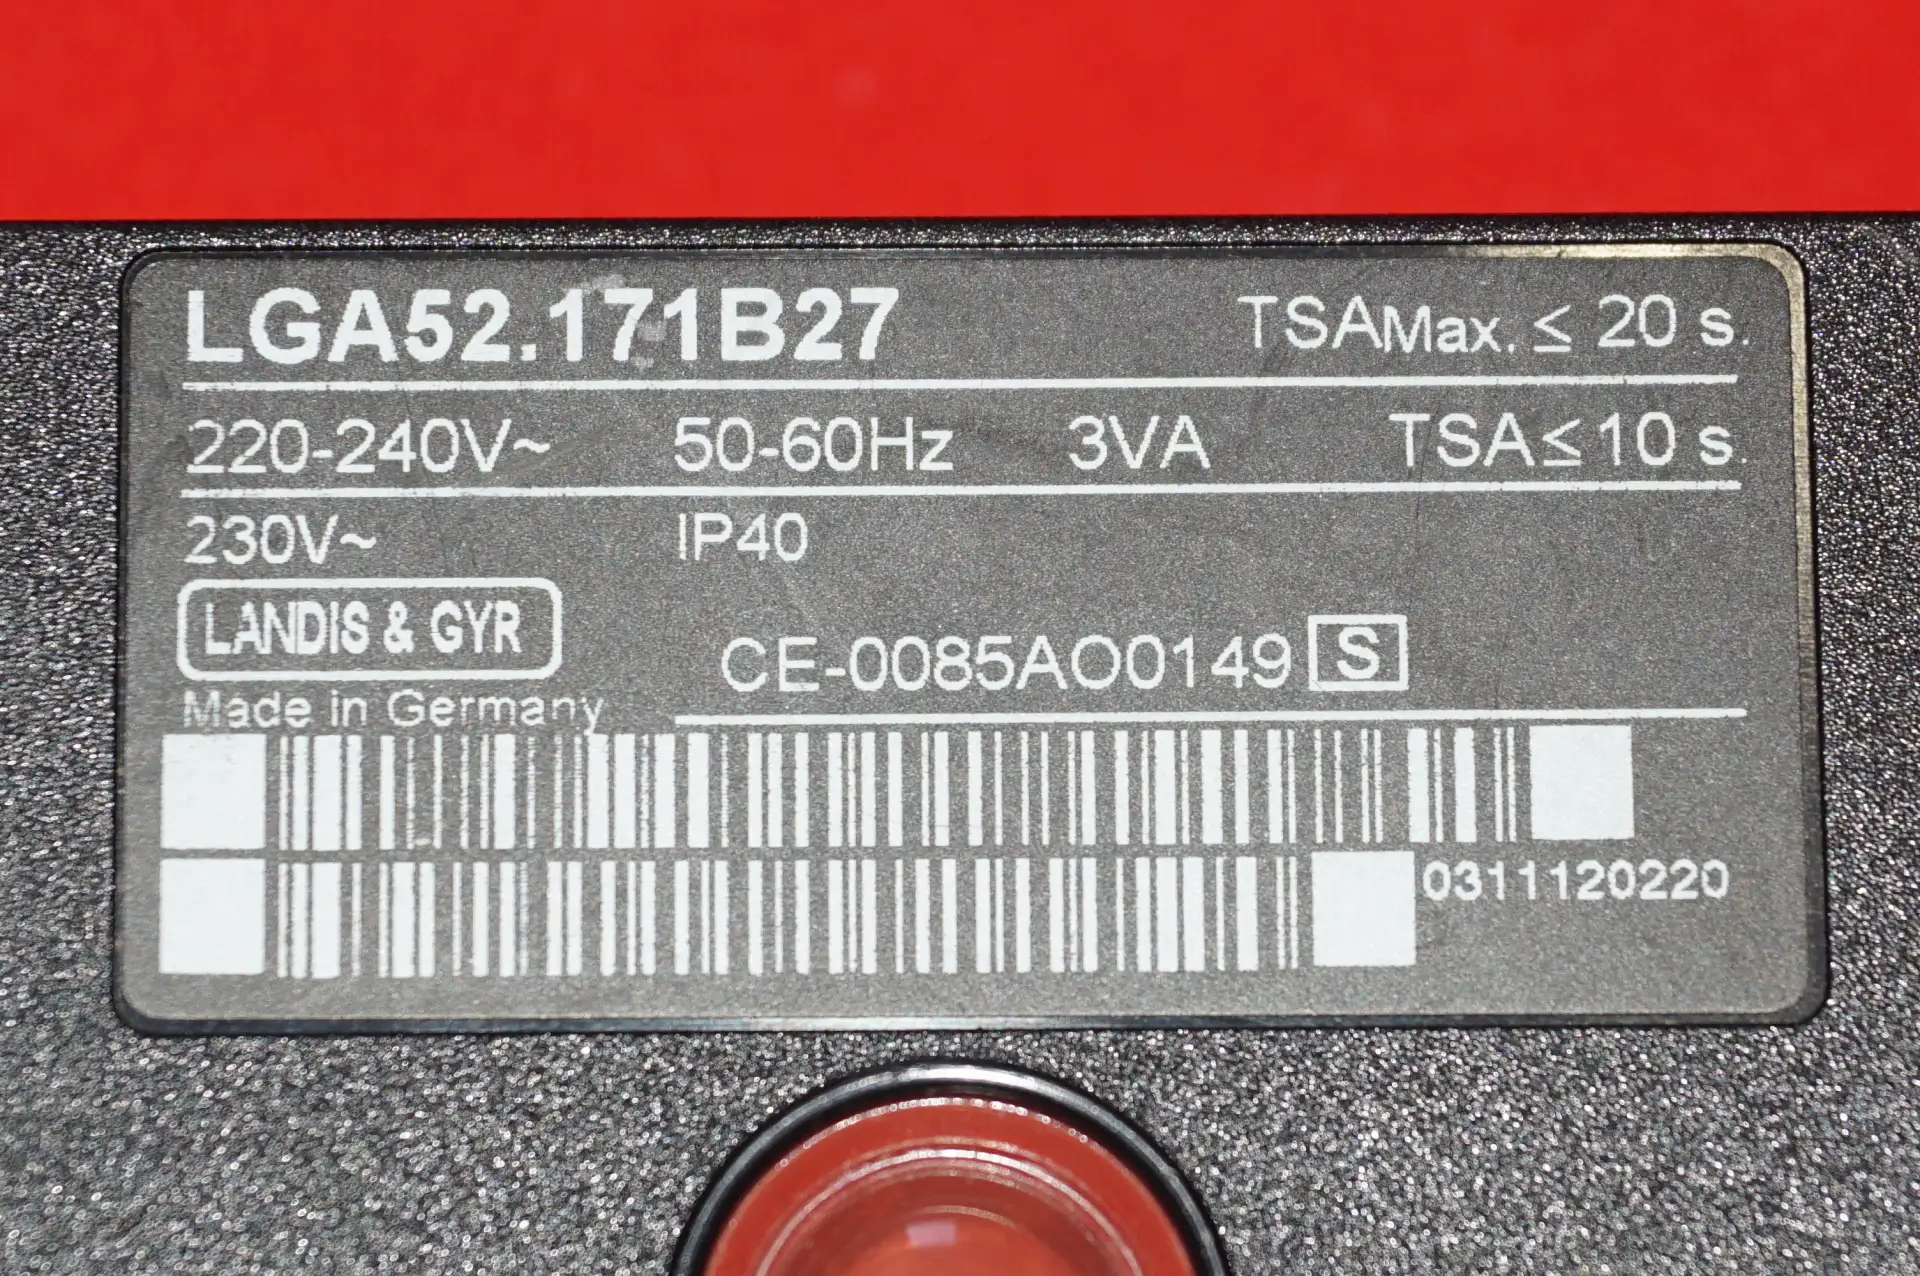 LGA52.171B27 TSAMax. ≤ 20 s.
220-240V~ 50-60Hz 3VA TSA≤10 s.
230V~ IP40
LANDIS & GYR
CE-0085AO0149 S
Made in Germany
0311120220